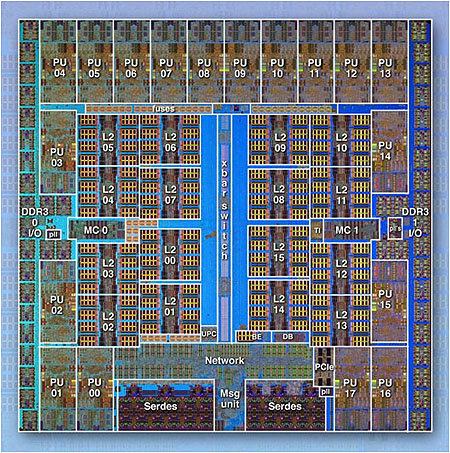 PU 04
PU 05
PU 06
PU 07
PU 08
PU 09
PU 10
PU 11
PU 12
PU 13
fuses
PU 03
L2 05
L2 06
L2 09
L2 10
PU 14
xbar switch
L2 04
L2 07
L2 08
L2 11
DDR3 0 I/O
pll
MC 0
TI
MC 1
pll's
DDR3 1 I/O
L2 03
L2 00
L2 15
L2 12
PU 02
L2 02
L2 01
L2 14
L2 13
PU 15
UPC
BE
DB
Network
PCIe
pll
PU 01
PU 00
Serdes
Msg unit
Serdes
PU 17
PU 16